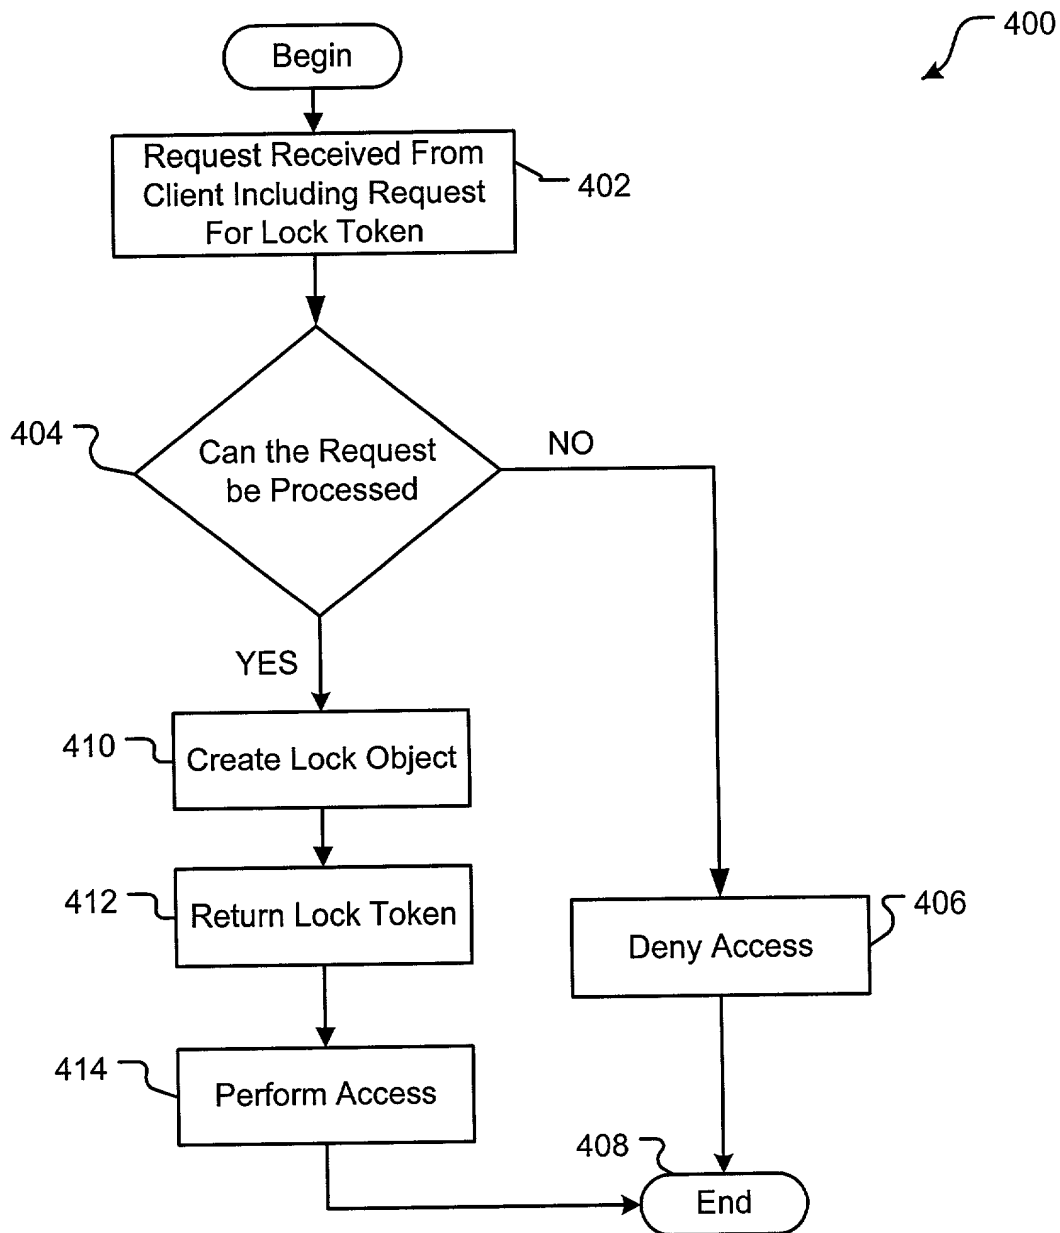 400
Begin
Request Received From
Client Including Request
For Lock Token
402
404
Can the Request
be Processed
NO
YES
410
Create Lock Object
412
Return Lock Token
406
Deny Access
414
Perform Access
408
End